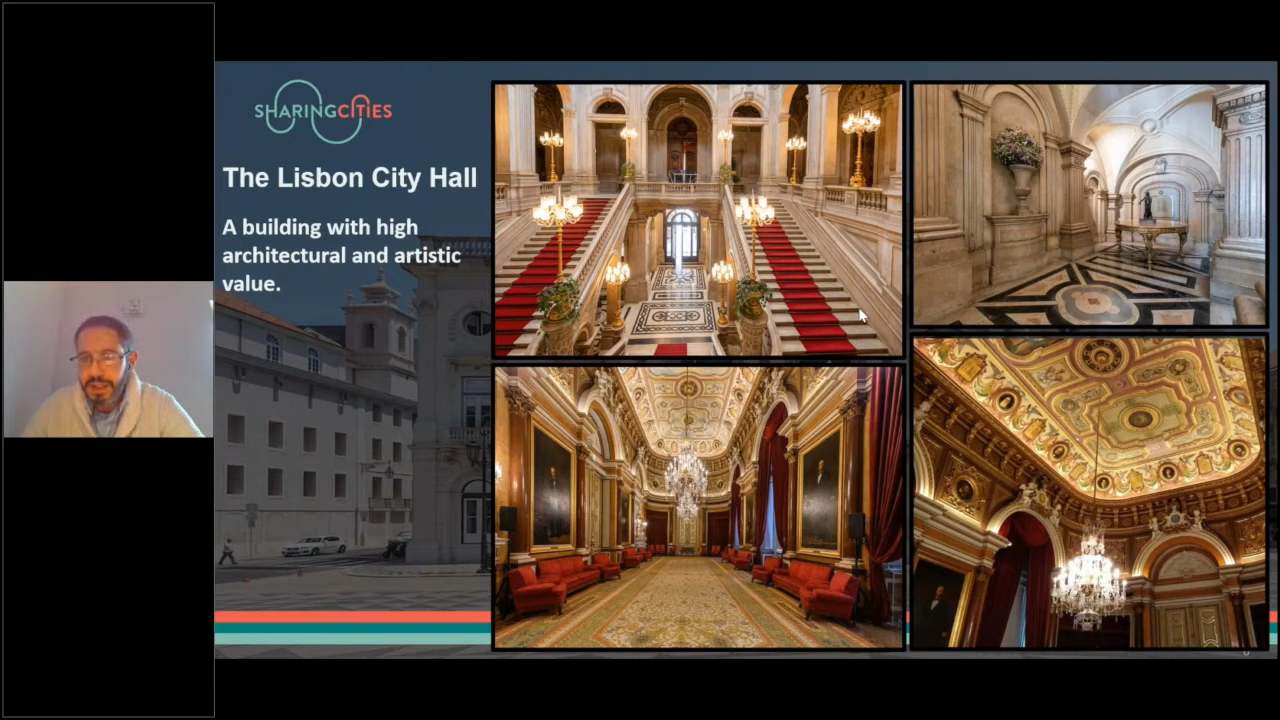 SHARINGCITIES
The Lisbon City Hall
A building with high
architectural and artistic
value.